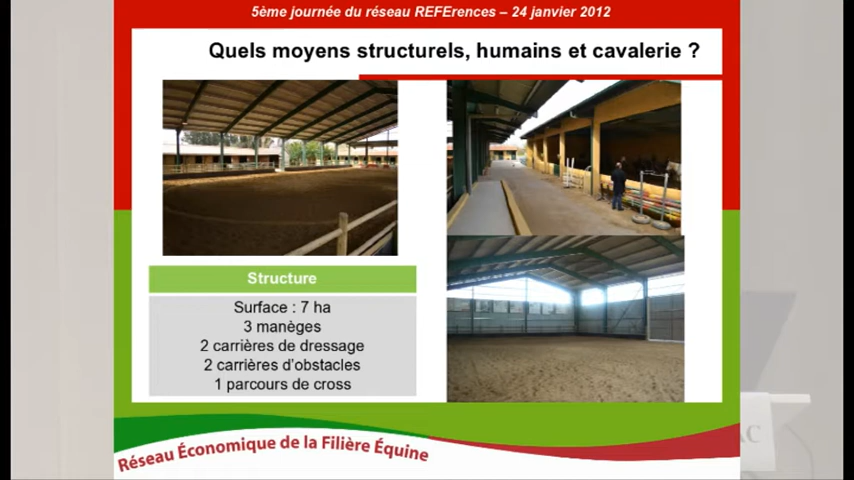 5ème journée du réseau REFErences – 24 janvier 2012
Quels moyens structurels, humains et cavalerie ?
Structure
Surface : 7 ha
3 manèges
2 carrières de dressage
2 carrières d'obstacles
1 parcours de cross
Réseau Économique de la Filière Équine